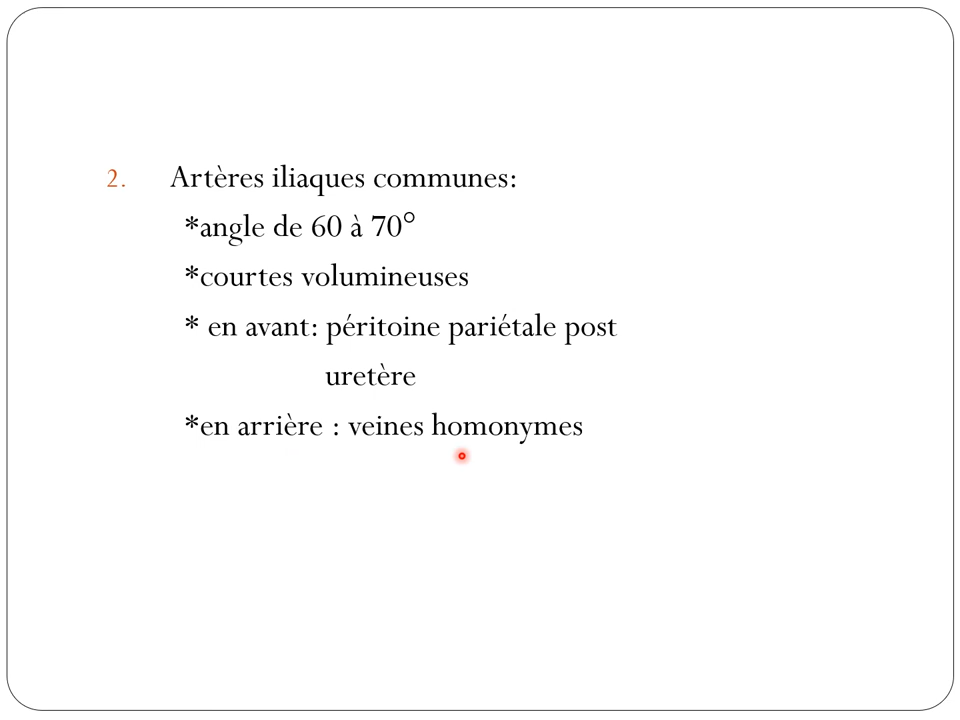 2. Artères iliaques communes:
*angle de 60 à 70°
*courtes volumineuses
* en avant: péritoine pariétale post
uretère
*en arrière : veines homonymes